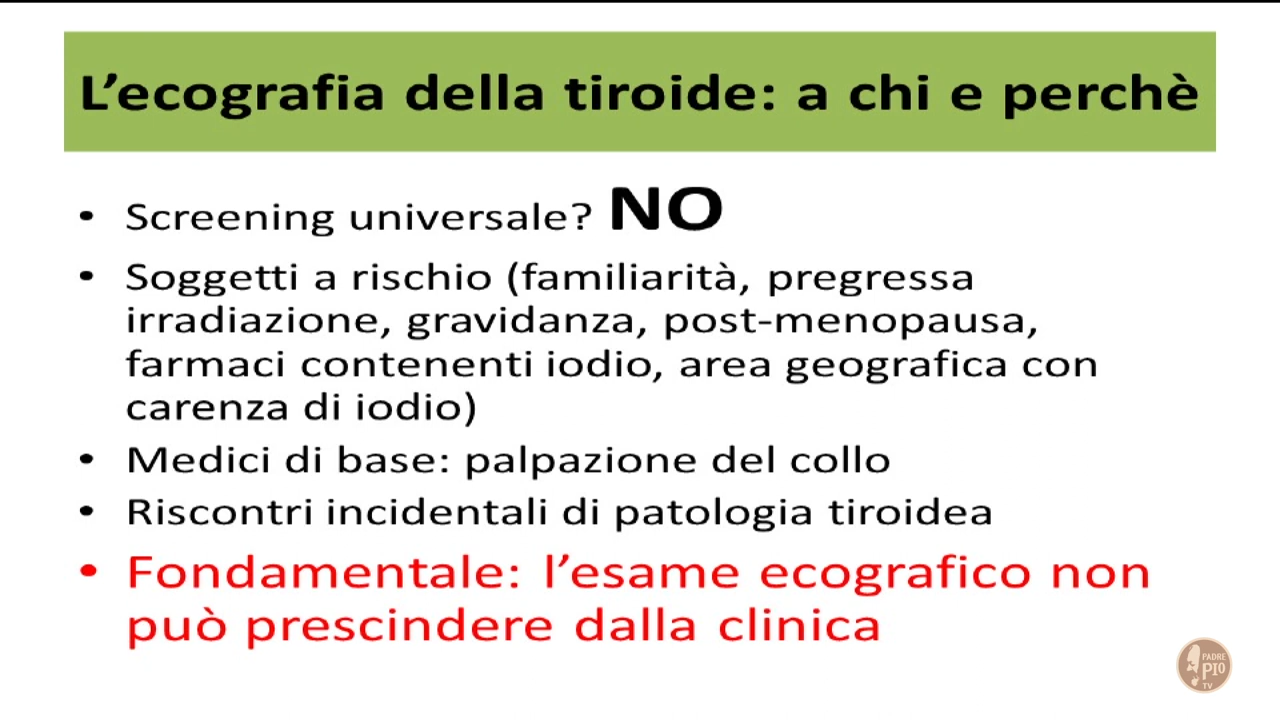 L’ecografia della tiroide: a chi e perchè
• Screening universale? NO
• Soggetti a rischio (familiarità, pregressa
irradiazione, gravidanza, post-menopausa,
farmaci contenenti iodio, area geografica con
carenza di iodio)
• Medici di base: palpazione del collo
• Riscontri incidentali di patologia tiroidea
• Fondamentale: l’esame ecografico non
può prescindere dalla clinica
PADRE
PIO
TV